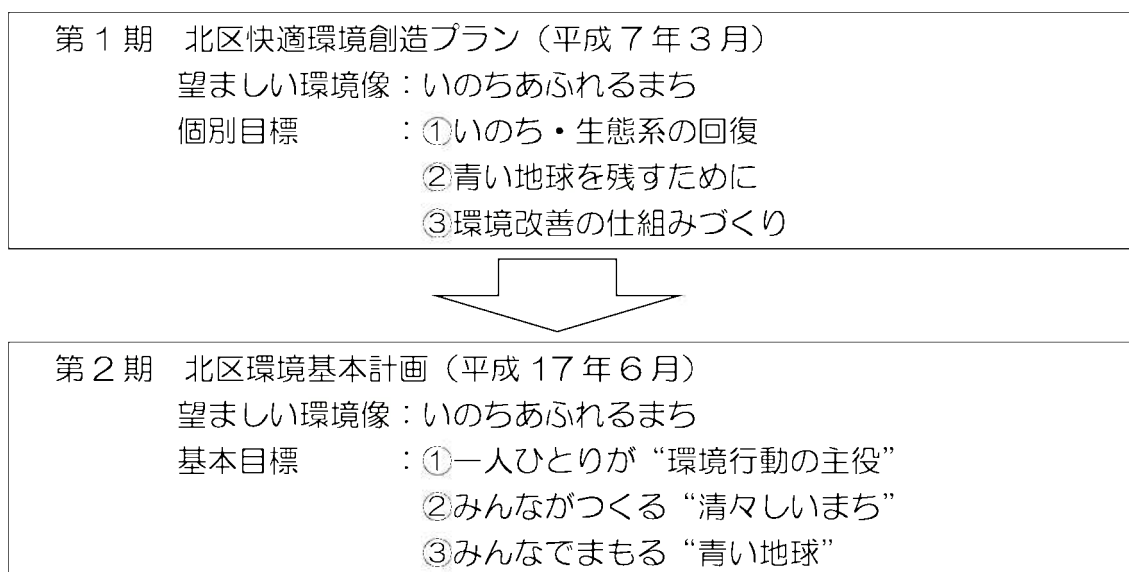 第1期　北区快適環境創造プラン（平成7年3月）
望ましい環境像：いのちあふれるまち
個別目標　　　：①いのち・生態系の回復
②青い地球を残すために
③環境改善の仕組みづくり
第2期　北区環境基本計画（平成17年6月）
望ましい環境像：いのちあふれるまち
基本目標　　　：①一人ひとりが“環境行動の主役”
②みんながつくる“清々しいまち”
③みんなでまもる“青い地球”